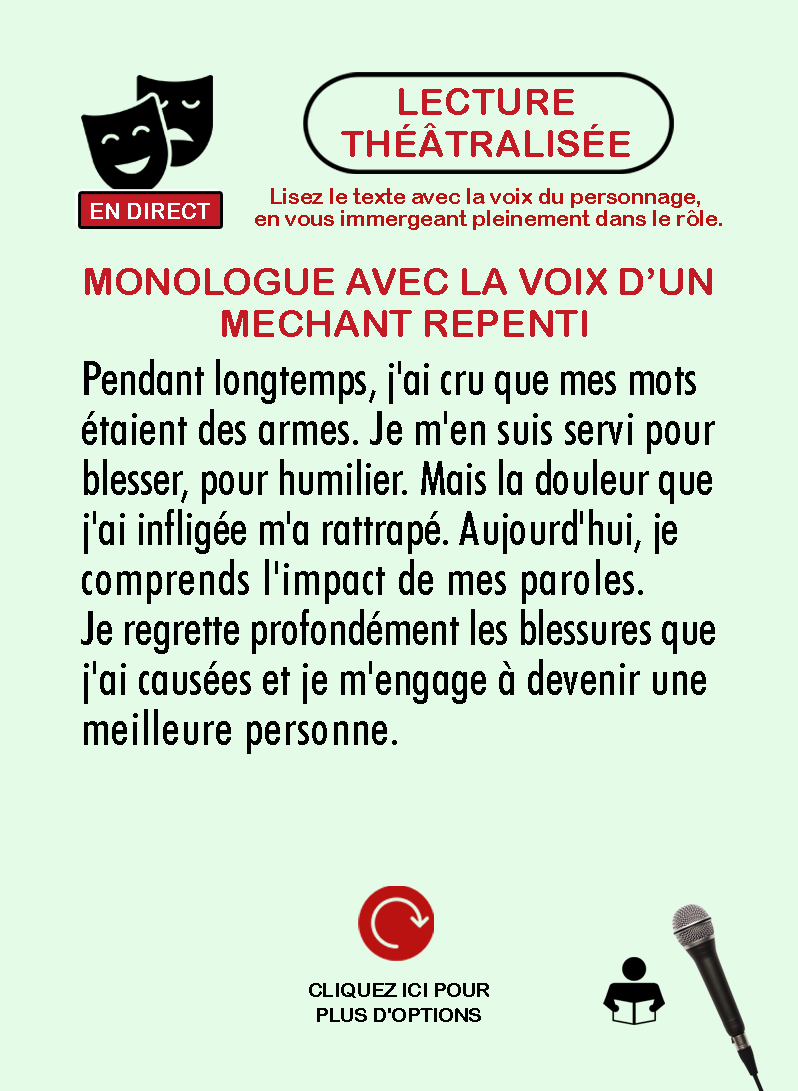 LECTURE
THÉÂTRALISÉE
EN DIRECT
Lisez le texte avec la voix du personnage,
en vous immergeant pleinement dans le rôle.
MONOLOGUE AVEC LA VOIX D’UN
MECHANT REPENTI
Pendant longtemps, j'ai cru que mes mots
étaient des armes. Je m'en suis servi pour
blesser, pour humilier. Mais la douleur que
j'ai infligée m'a rattrapé. Aujourd'hui, je
comprends l'impact de mes paroles.
Je regrette profondément les blessures que
j'ai causées et je m'engage à devenir une
meilleure personne.
CLIQUEZ ICI POUR
PLUS D'OPTIONS